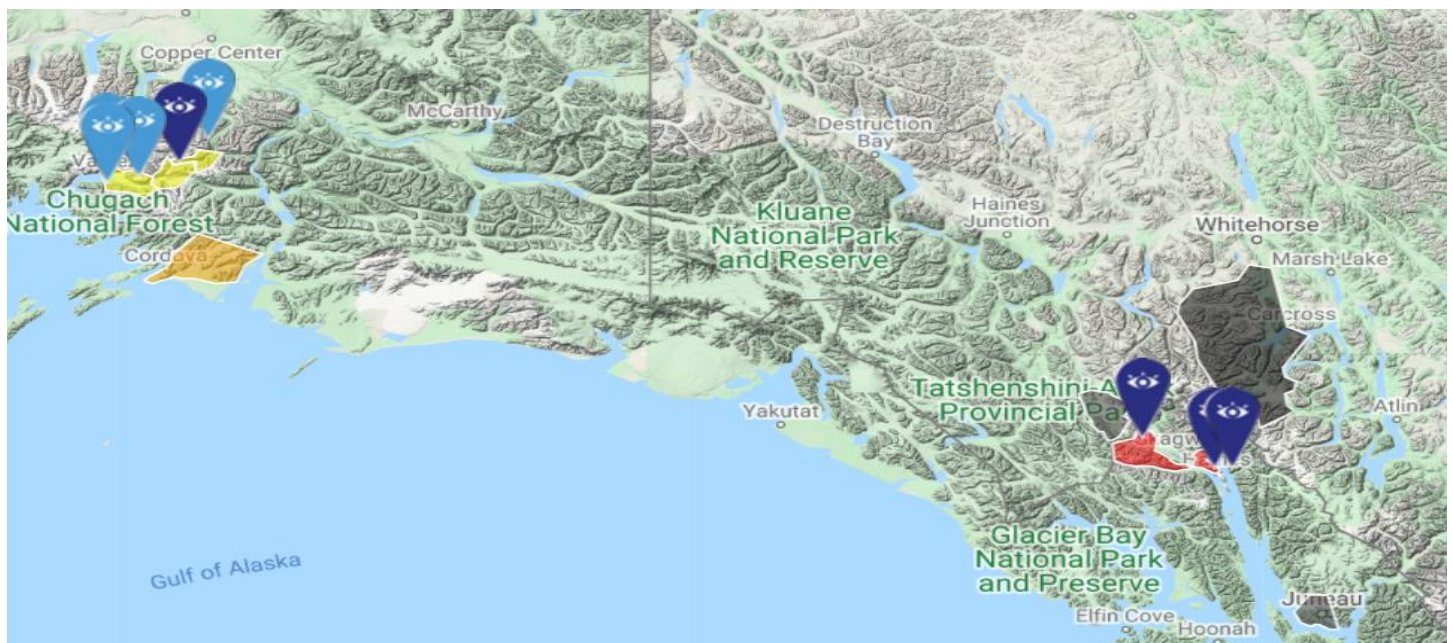 Copper Center
McCarthy
Destruction
Bay
Chugach
National Forest
Cordova
Kluane
National Park
and Reserve
Haines
Junction
Whitehorse
Marsh Lake
Carcross
Tatshenshini-A
Provincial
Yakutat
Atlin
Glacier Bay
National Park
and Preserve
Gulf of Alaska
Elfin Cove
Hoonah
Juneau